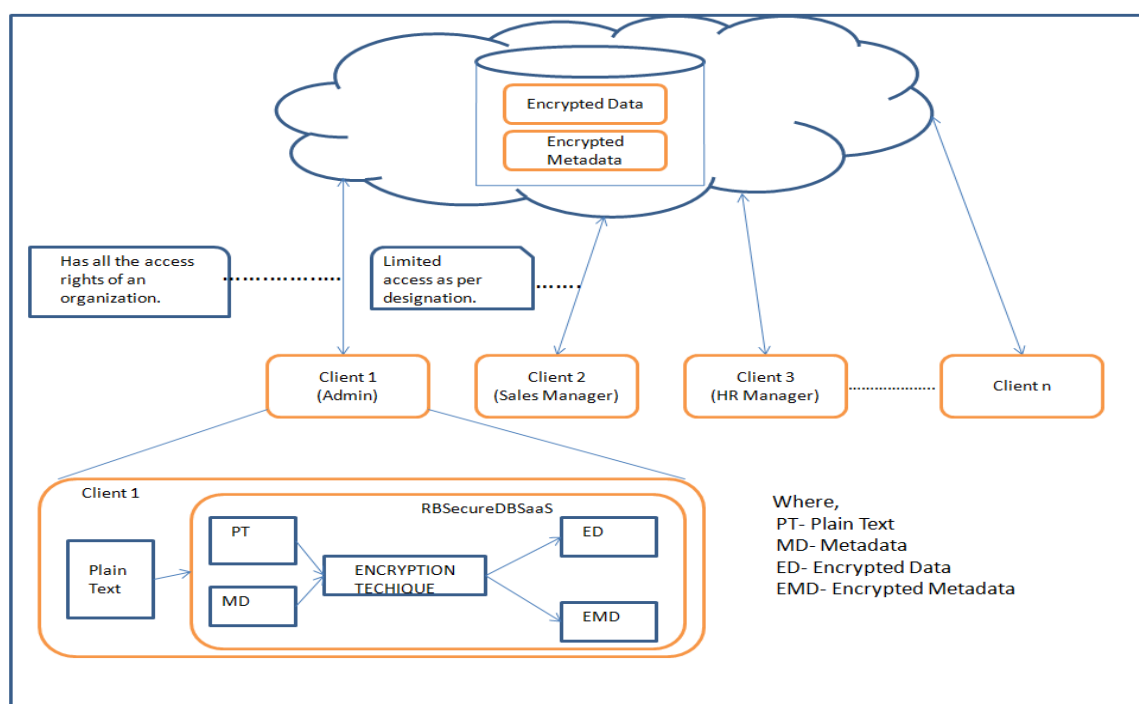 Encrypted Data
Encrypted
Metadata
Has all the access
rights of an
organization.
Limited
access as per
designation.
Client 1
(Admin)
Client 2
(Sales Manager)
Client 3
(HR Manager)
Client n
Client 1
RBSecureDBSaaS
Plain
Text
PT
MD
ENCRYPTION
TECHIQUE
ED
EMD
Where,
PT- Plain Text
MD- Metadata
ED- Encrypted Data
EMD- Encrypted Metadata